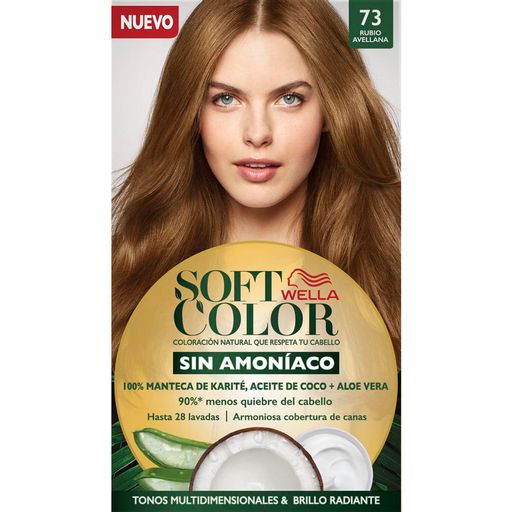 NUEVO
73
RUBIO
AVELLANA
SOFT
WELLA
COLOR
COLORACIÓN NATURAL QUE RESPETA TU CABELLO
SIN AMONÍACO
100% MANTECA DE KARITÉ, ACEITE DE COCO + ALOE VERA
90%* menos quiebre del cabello
Hasta 28 lavadas | Armoniosa cobertura de canas
TONOS MULTIDIMENSIONALES & BRILLO RADIANTE